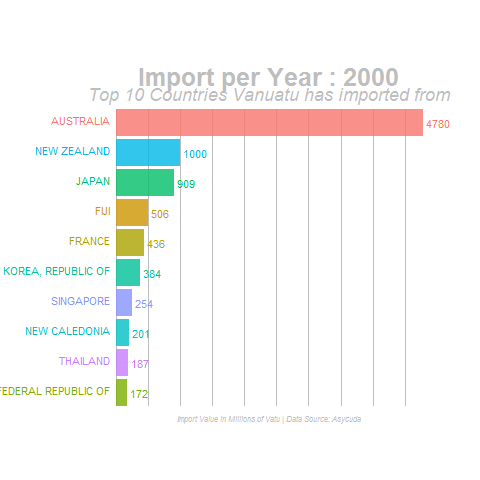 Import per Year : 2000
Top 10 Countries Vanuatu has imported from
AUSTRALIA 4780
NEW ZEALAND 1000
JAPAN 909
FIJI 506
FRANCE 436
KOREA, REPUBLIC OF 384
SINGAPORE 254
NEW CALEDONIA 201
THAILAND 187
FEDERAL REPUBLIC OF 172
Import Value in Millions of Vatu | Data Source: Asycuda